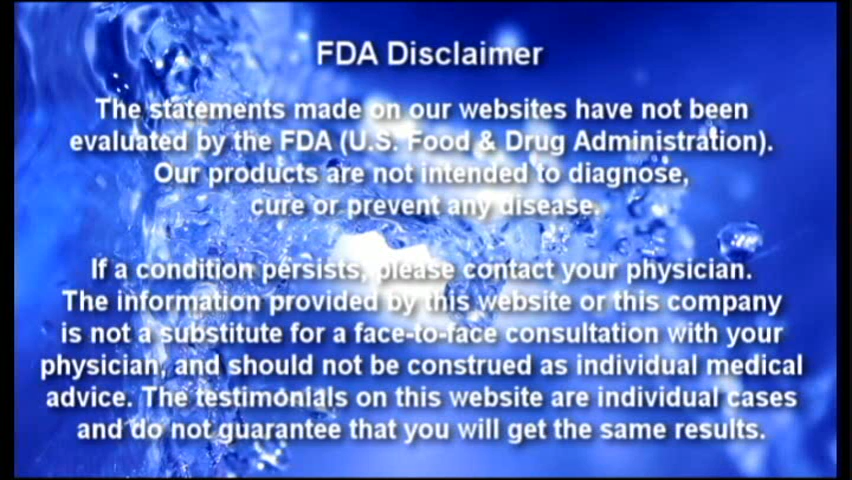 FDA Disclaimer
The statements made on our websites have not been
evaluated by the FDA (U.S. Food & Drug Administration).
Our products are not intended to diagnose,
cure or prevent any disease.
If a condition persists, please contact your physician.
The information provided by this website or this company
is not a substitute for a face-to-face consultation with your
physician, and should not be construed as individual medical
advice. The testimonials on this website are individual cases
and do not guarantee that you will get the same results.